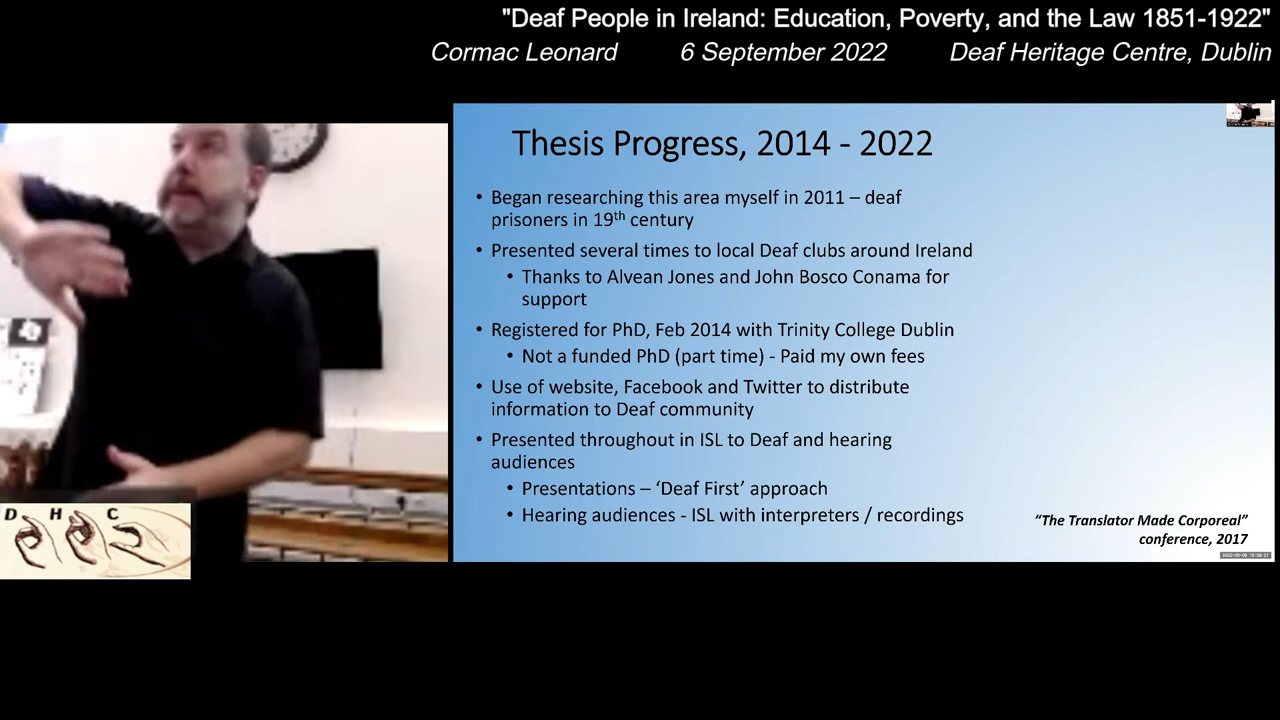 "Deaf People in Ireland: Education, Poverty, and the Law 1851-1922"
Cormac Leonard 6 September 2022 Deaf Heritage Centre, Dublin
Thesis Progress, 2014 - 2022
• Began researching this area myself in 2011 – deaf
prisoners in 19th century
• Presented several times to local Deaf clubs around Ireland
• Thanks to Alvean Jones and John Bosco Conama for
support
• Registered for PhD, Feb 2014 with Trinity College Dublin
• Not a funded PhD (part time) - Paid my own fees
• Use of website, Facebook and Twitter to distribute
information to Deaf community
• Presented throughout in ISL to Deaf and hearing
audiences
• Presentations – ‘Deaf First’ approach
• Hearing audiences - ISL with interpreters / recordings
“The Translator Made Corporeal”
conference, 2017
D H C